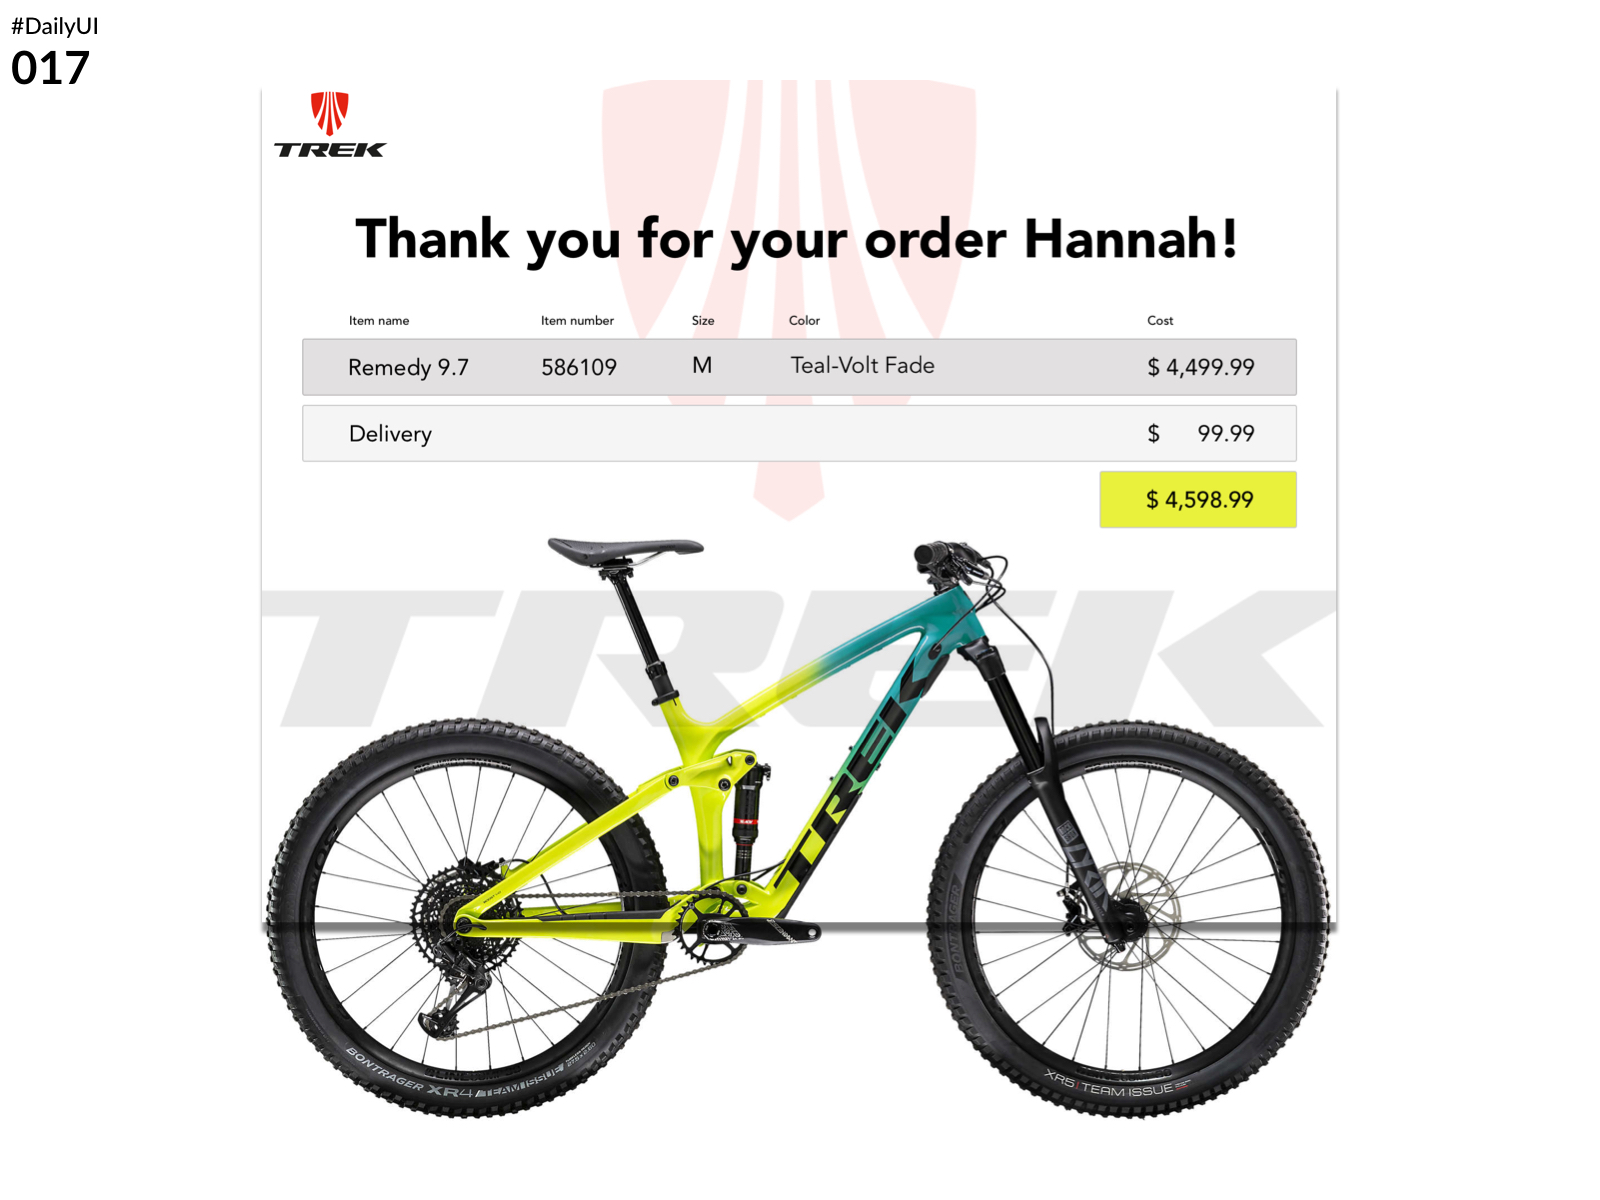 #DailyUI
017
TREK
Thank you for your order Hannah!
Item name Item number Size Color Cost
Remedy 9.7 586109 M Teal-Volt Fade $ 4,499.99
Delivery $ 99.99
$ 4,598.99
TREK
TREK
BONTRAGER
BONTRAGER XR4 / TEAM ISSUE
XR5 TEAM ISSUE